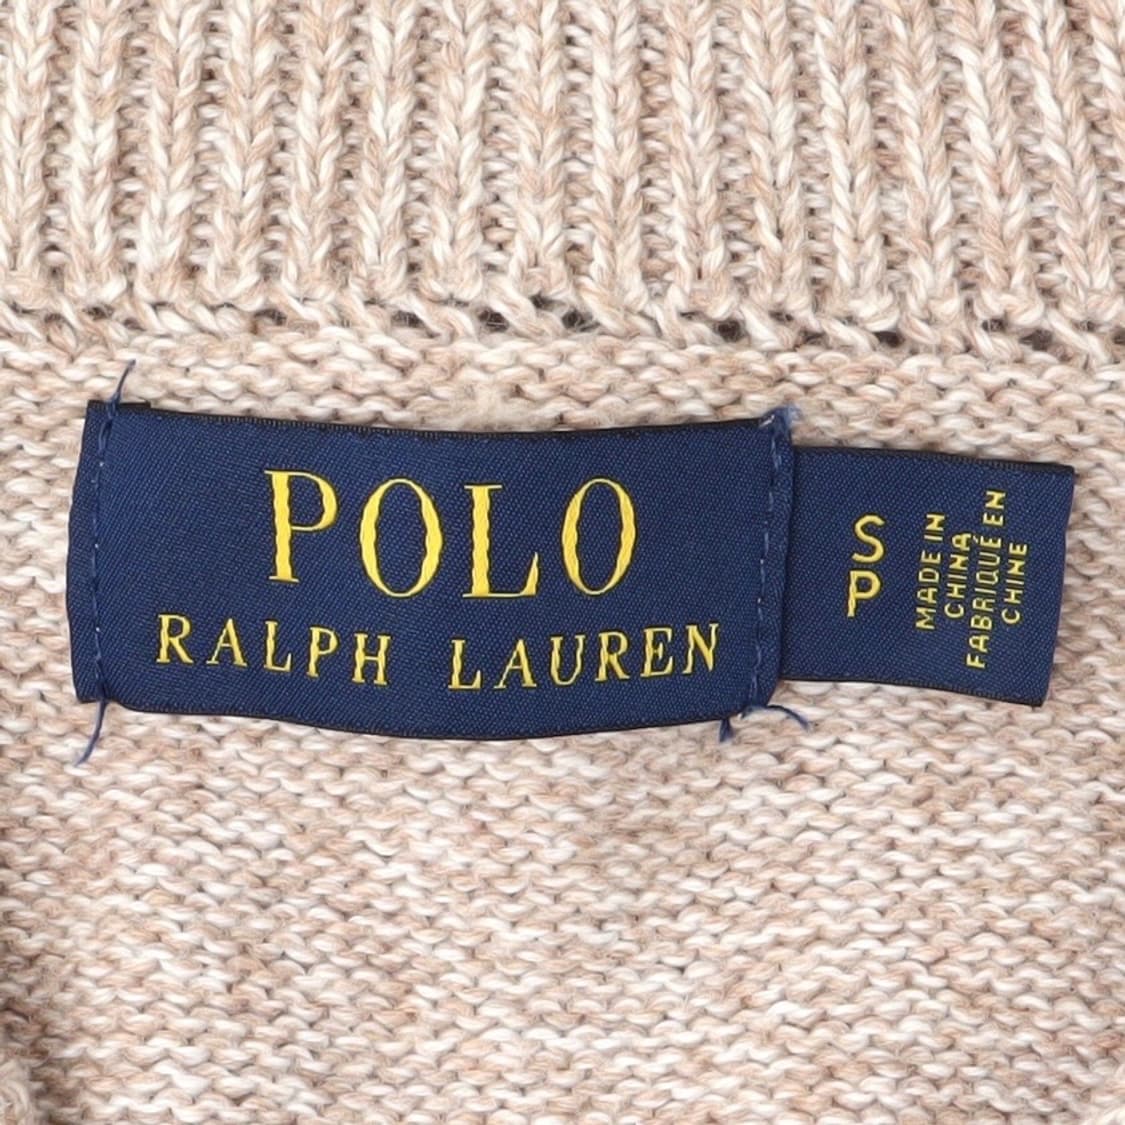 POLO
RALPH LAUREN
S
P
MADE IN
CHINA
FABRIQUÉ EN
CHINE